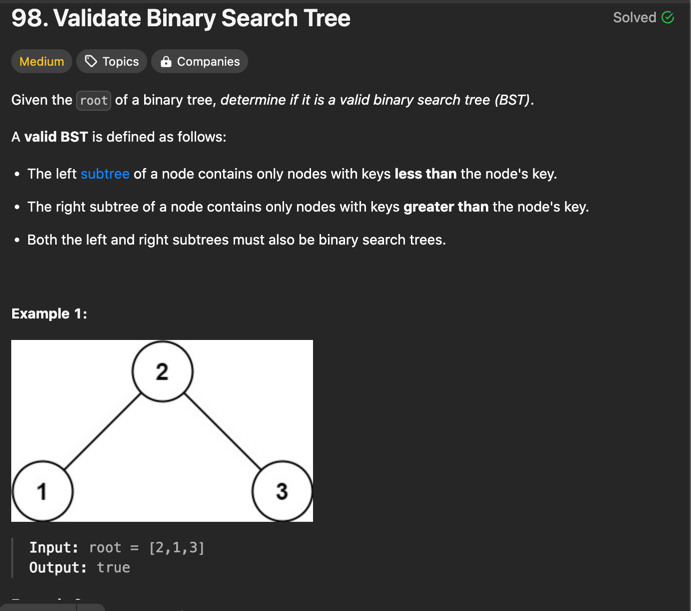 98. Validate Binary Search Tree
Solved
Medium
Topics
Companies
Given the root of a binary tree, determine if it is a valid binary search tree (BST).
A valid BST is defined as follows:
• The left subtree of a node contains only nodes with keys less than the node's key.
• The right subtree of a node contains only nodes with keys greater than the node's key.
• Both the left and right subtrees must also be binary search trees.
Example 1:
2
1
3
Input: root = [2,1,3]
Output: true